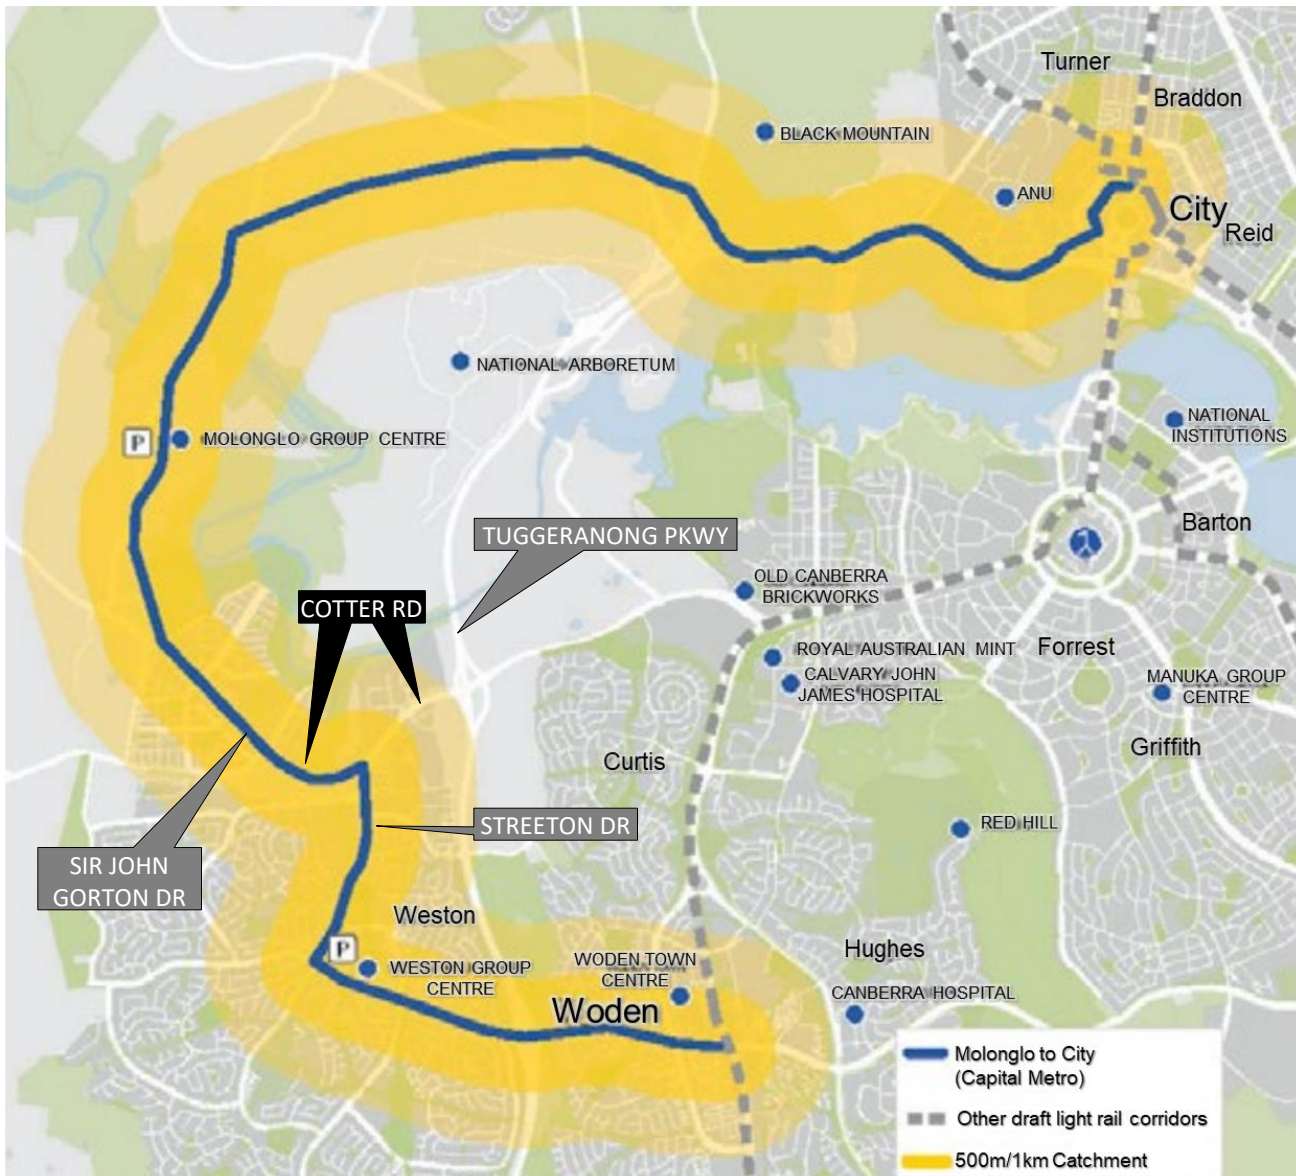 Turner
Braddon
BLACK MOUNTAIN
ANU
City
Reid
NATIONAL ARBORETUM
NATIONAL
INSTITUTIONS
P
MOLONGLO GROUP CENTRE
TUGGERANONG PKWY
Barton
OLD CANBERRA
BRICKWORKS
COTTER RD
ROYAL AUSTRALIAN MINT
Forrest
CALVARY JOHN
JAMES HOSPITAL
MANUKA GROUP
CENTRE
Griffith
Curtis
STREETON DR
RED HILL
SIR JOHN
GORTON DR
Weston
P
WESTON GROUP
CENTRE
WODEN TOWN
CENTRE
Hughes
Woden
CANBERRA HOSPITAL
Molonglo to City
(Capital Metro)
Other draft light rail corridors
500m/1km Catchment